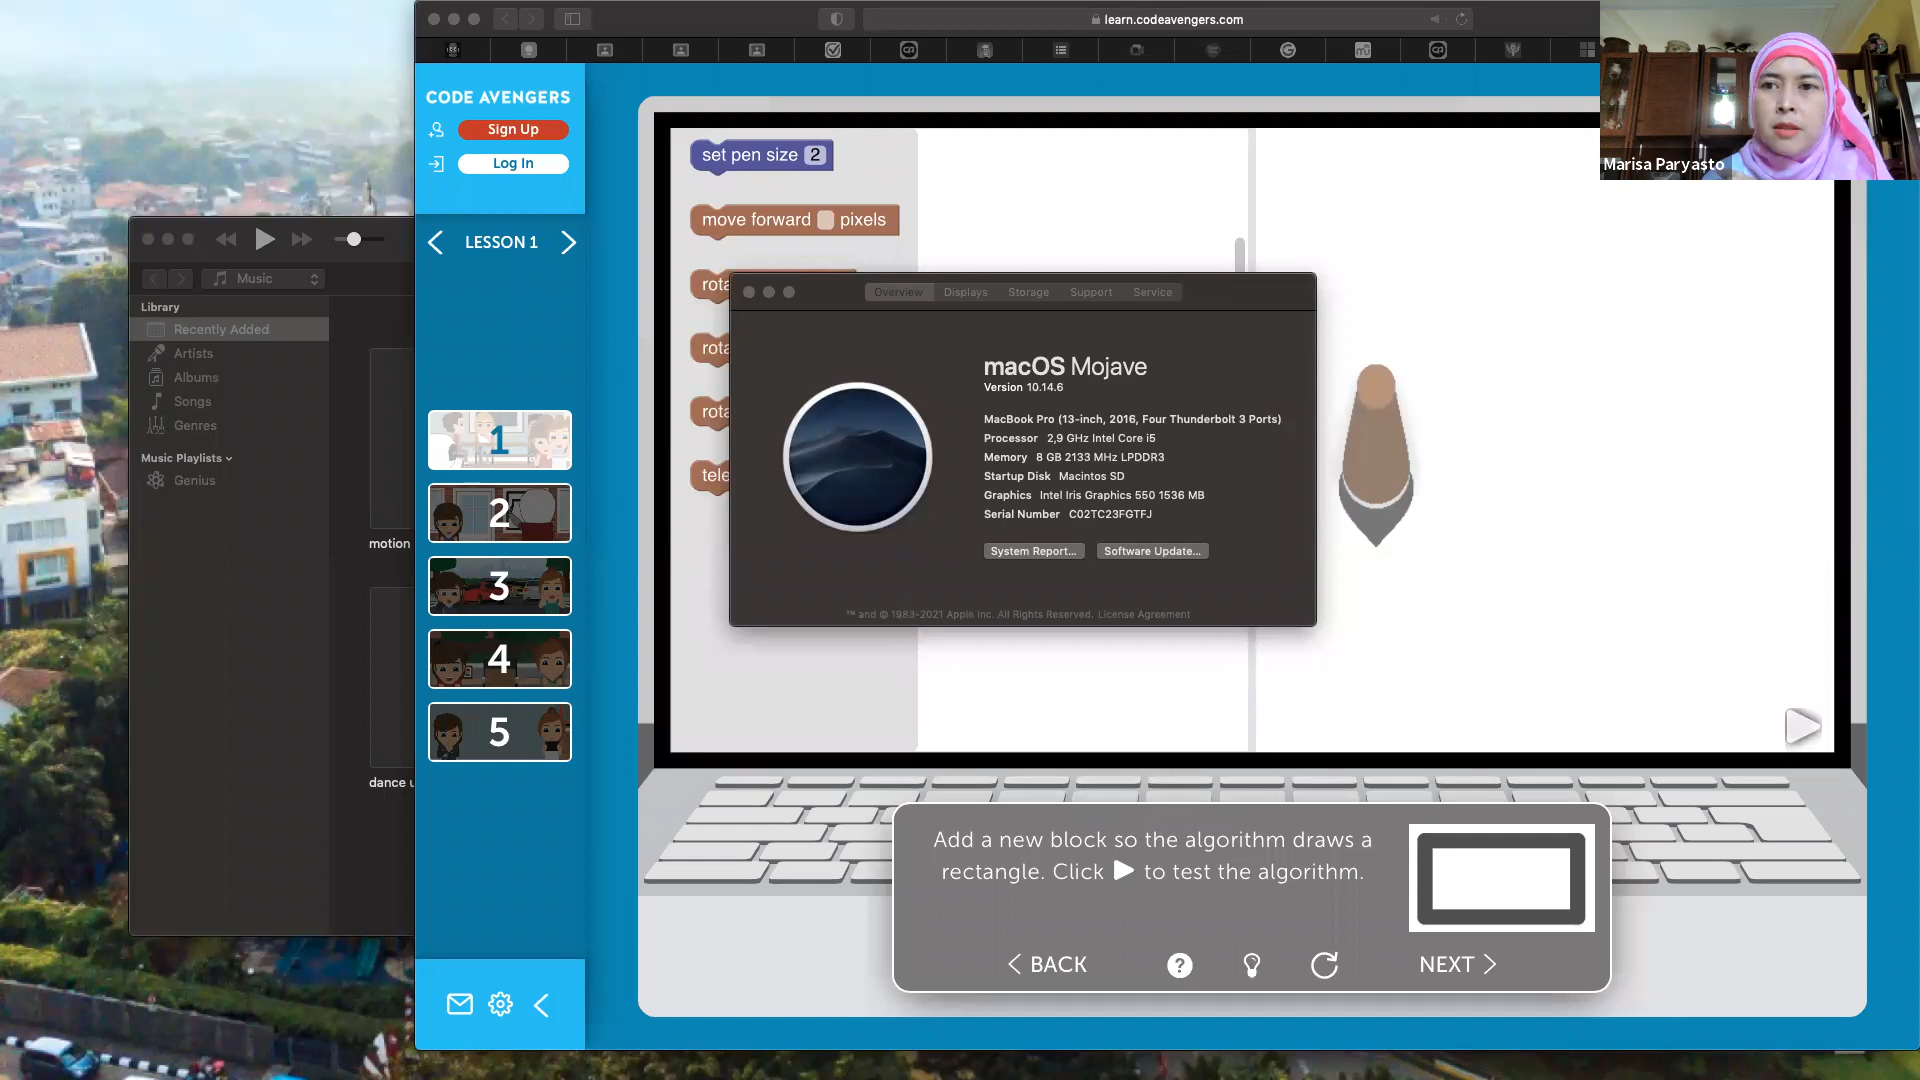 learn.codeavengers.com
CODE AVENGERS
Sign Up
Log In
LESSON 1
1
2
3
4
5
Music
Library
Recently Added
Artists
Albums
Songs
Genres
Music Playlists
Genius
motion
dance u
set pen size 2
move forward pixels
rota
rota
rota
tele
Overview Displays Storage Support Service
macOS Mojave
Version 10.14.6
MacBook Pro (13-inch, 2016, Four Thunderbolt 3 Ports)
Processor 2,9 GHz Intel Core i5
Memory 8 GB 2133 MHz LPDDR3
Startup Disk Macintos SD
Graphics Intel Iris Graphics 550 1536 MB
Serial Number C02TC23FGTFJ
System Report...
Software Update...
™ and © 1983-2021 Apple Inc. All Rights Reserved. License Agreement
Marisa Paryasto
Add a new block so the algorithm draws a
rectangle. Click to test the algorithm.
BACK
?
NEXT